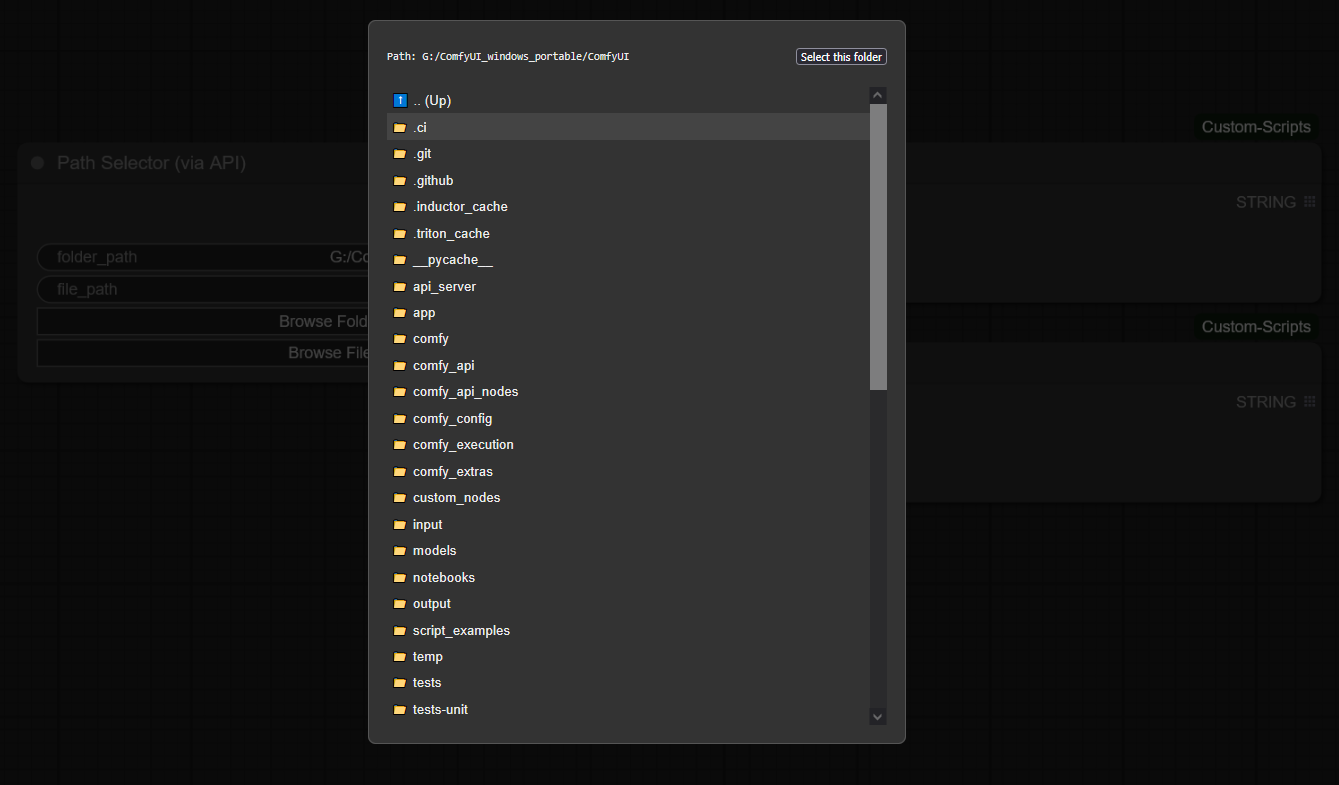 Path: G:/ComfyUI_windows_portable/ComfyUI
Select this folder
↑ .. (Up)
.ci
.git
.github
.inductor_cache
.triton_cache
__pycache__
api_server
app
comfy
comfy_api
comfy_api_nodes
comfy_config
comfy_execution
comfy_extras
custom_nodes
input
models
notebooks
output
script_examples
temp
tests
tests-unit
Path Selector (via API)
folder_path G:/Co
file_path
Browse Fold
Browse File
Custom-Scripts
STRING
Custom-Scripts
STRING